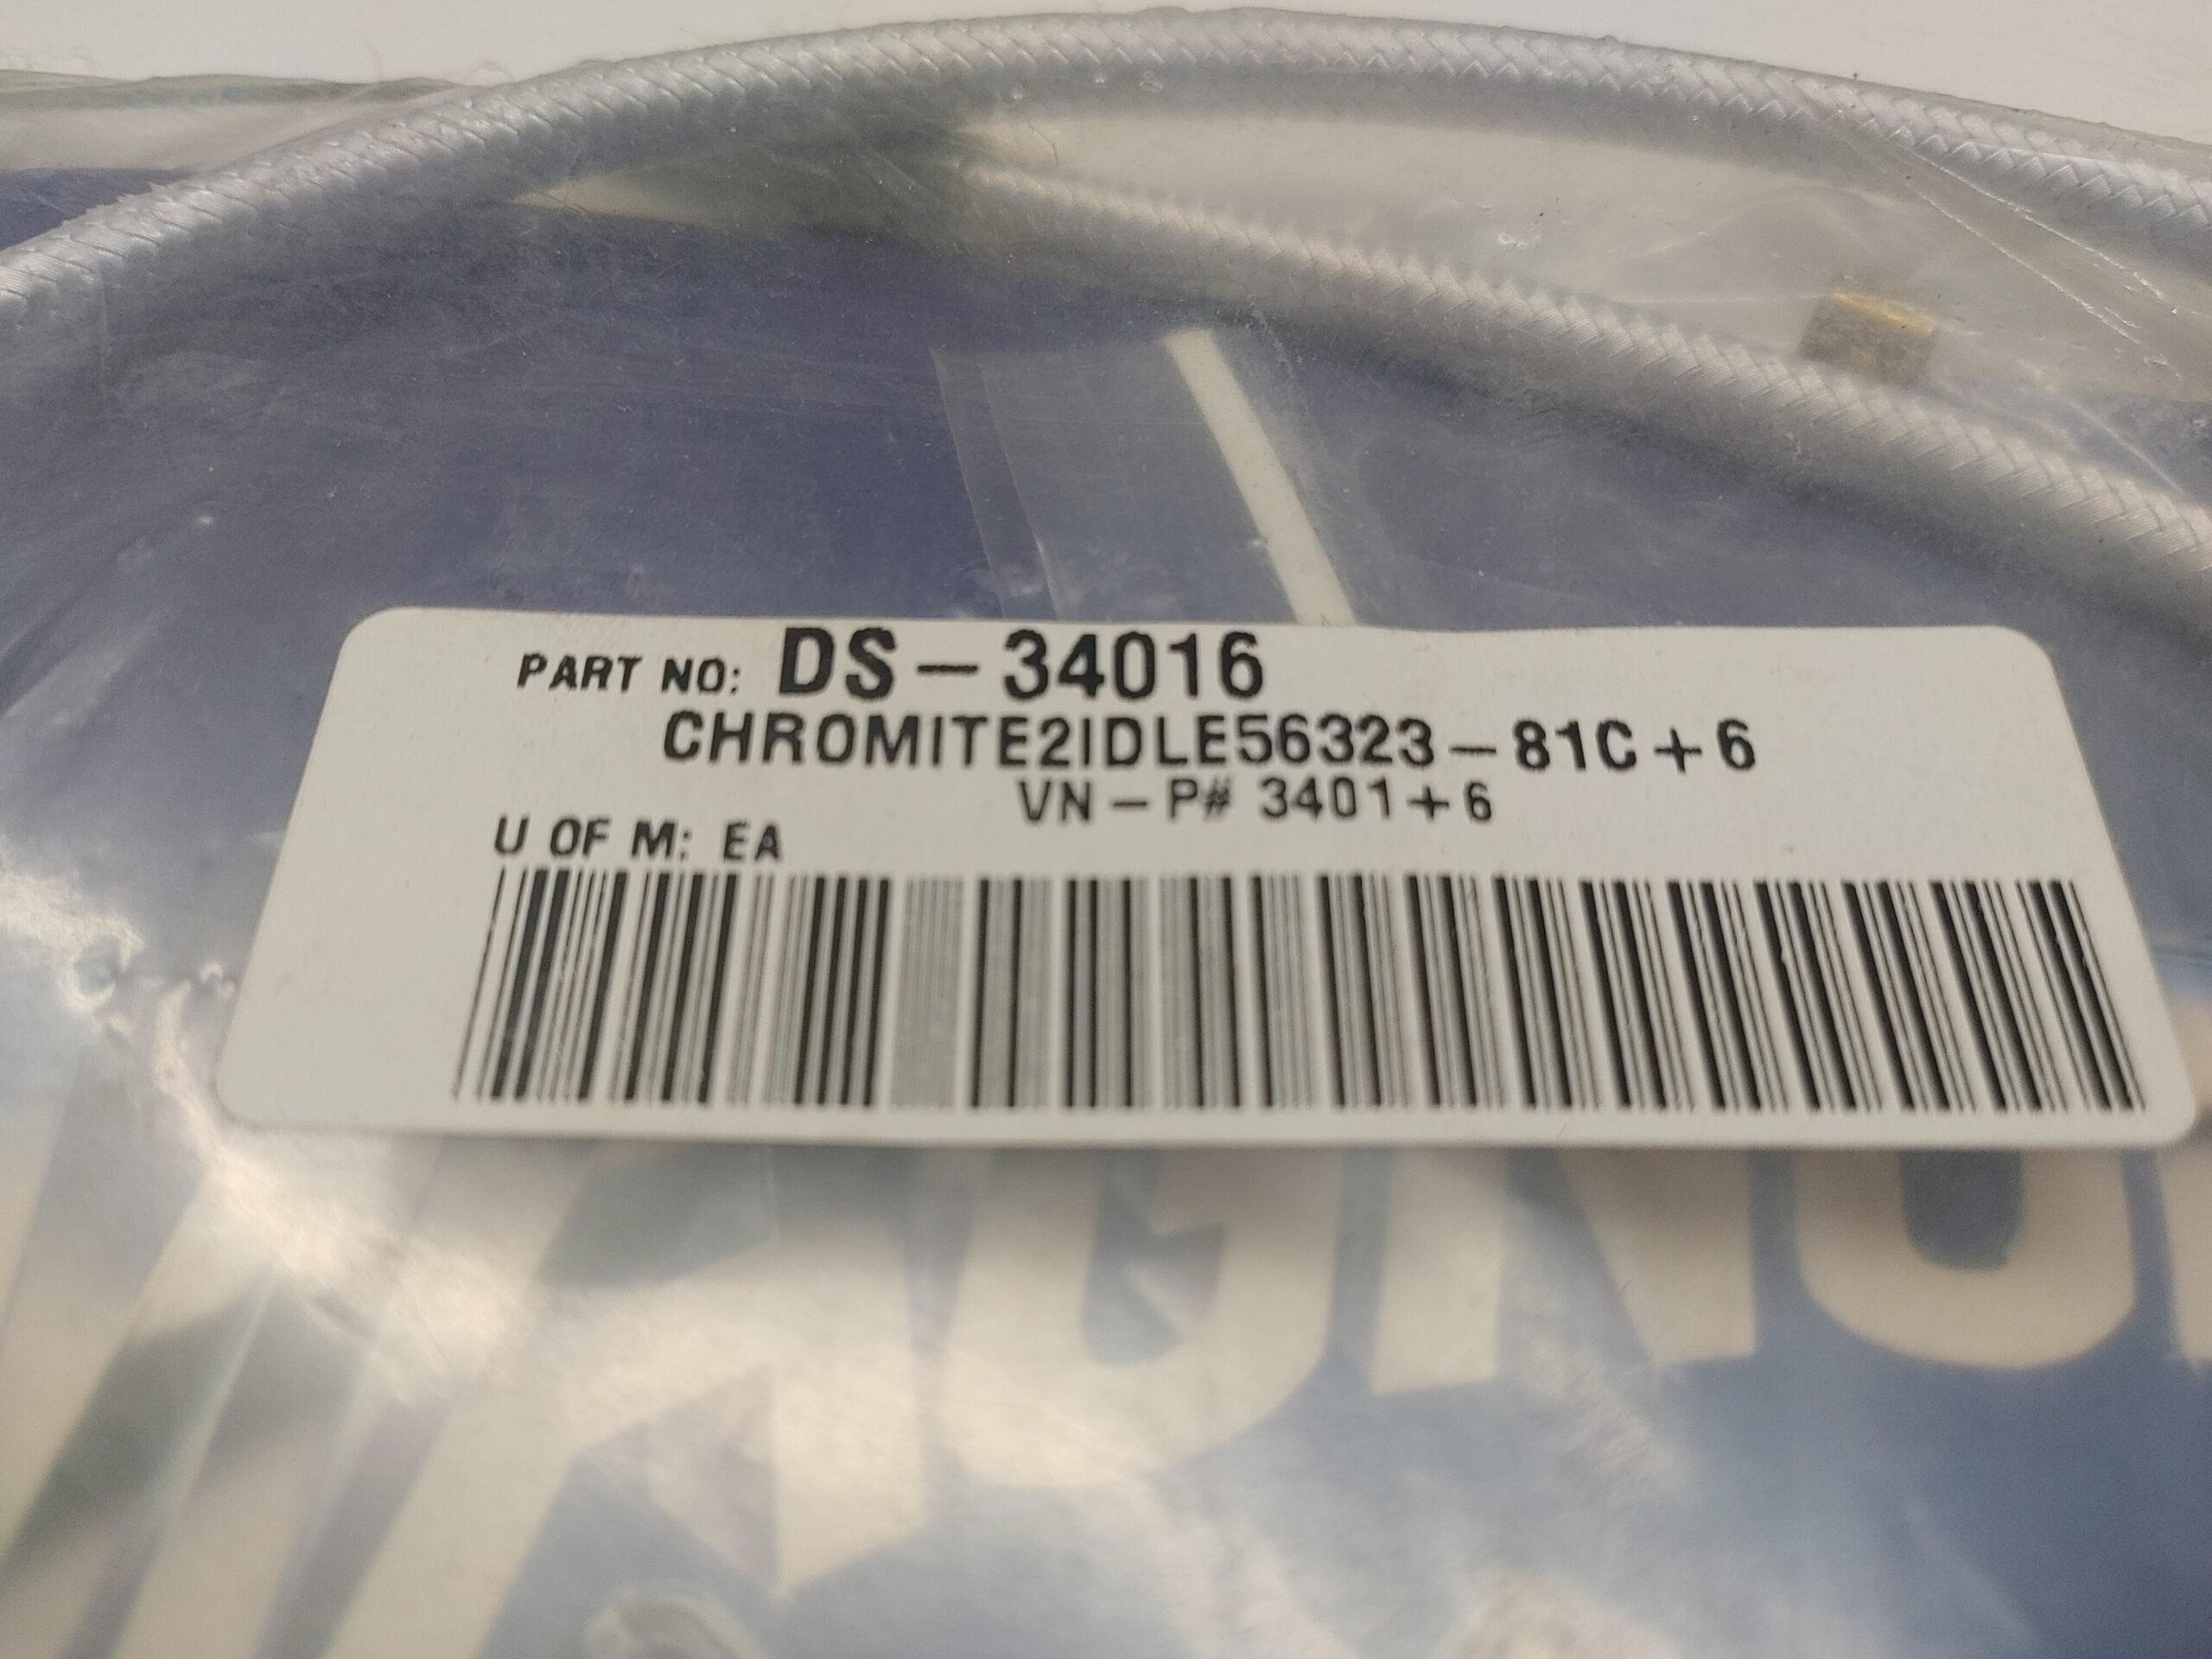 PART NO: DS-34016
CHROMITE2IDLE56323-81C+6
VN-P# 3401+6
U OF M: EA